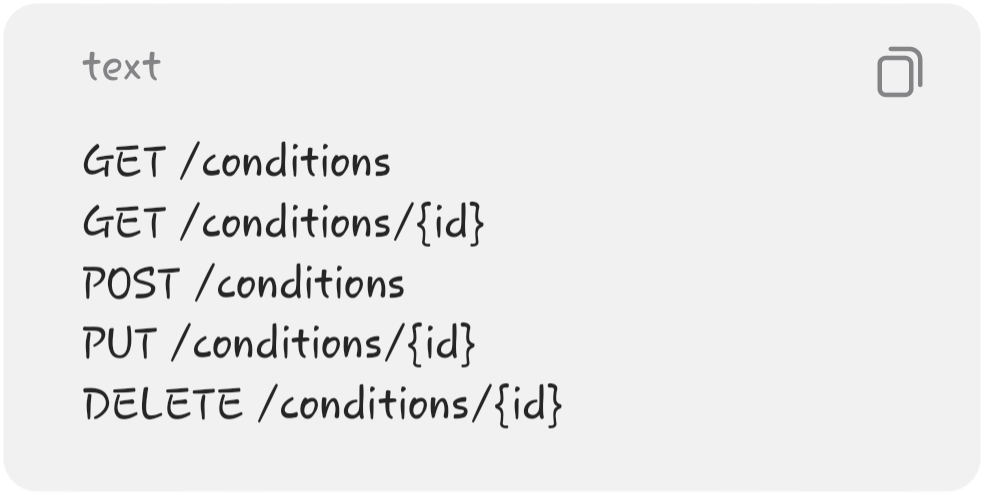 text
GET /conditions
GET /conditions/{id}
POST /conditions
PUT /conditions/{id}
DELETE /conditions/{id}